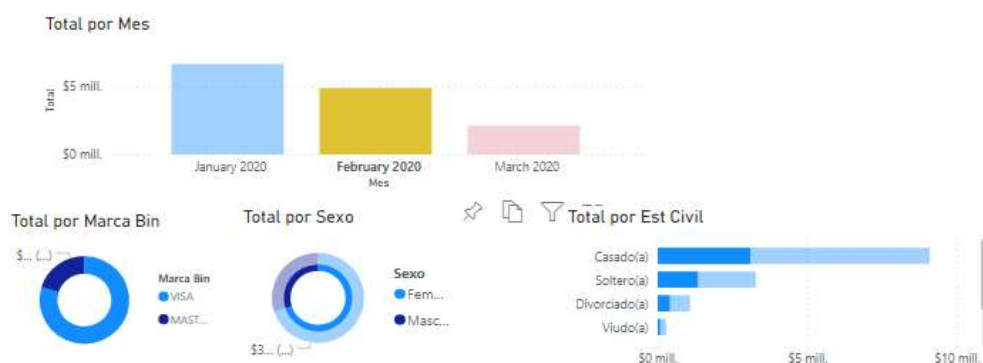 Total por Mes
$5 mill.
Total
$0 mill.
January 2020
February 2020
March 2020
Mes
Total por Marca Bin
$... (...)
Marca Bin
VISA
MAST...
Total por Sexo
Sexo
Fem...
Masc...
$3... (...)
Total por Est Civil
Casado(a)
Soltero(a)
Divorciado(a)
Viudo(a)
$0 mill.
$5 mill.
$10 mill.